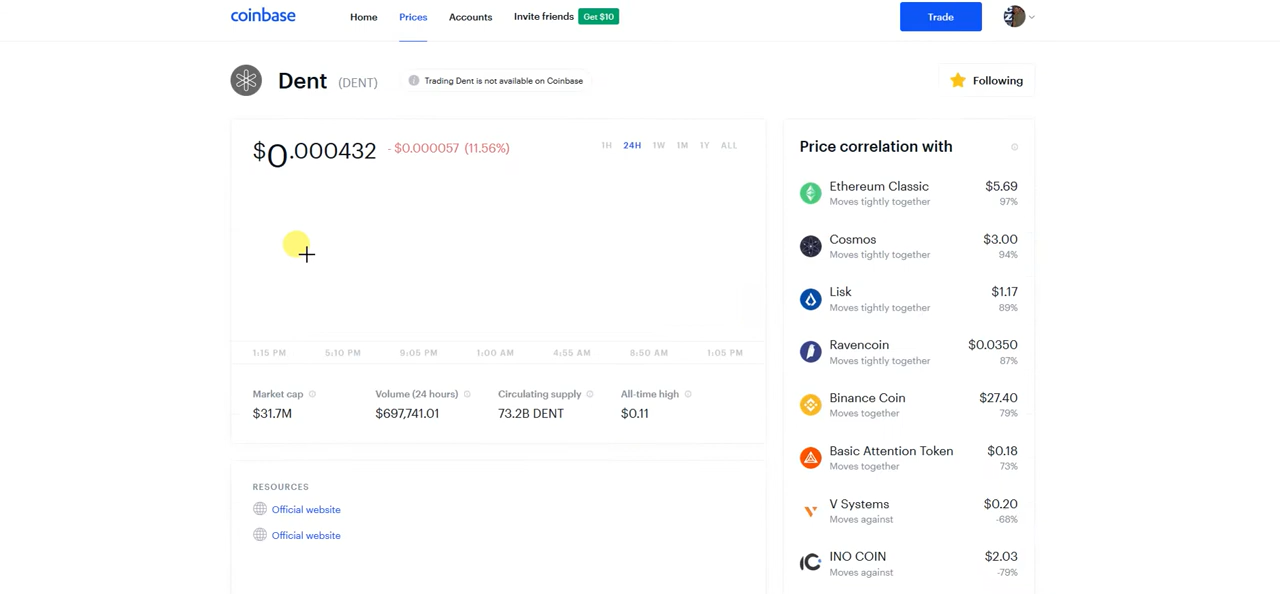 coinbase
Home Prices Accounts Invite friends Get $10
Trade
Dent (DENT) Trading Dent is not available on Coinbase
Following
$0.000432 - $0.000057 (11.56%)
1H 24H 1W 1M 1Y ALL
1:15 PM 5:10 PM 9:05 PM 1:00 AM 4:55 AM 8:50 AM 1:05 PM
Market cap Volume (24 hours) Circulating supply All-time high
$31.7M $697,741.01 73.2B DENT $0.11
RESOURCES
Official website
Official website
Price correlation with
Ethereum Classic $5.69
Moves tightly together 97%
Cosmos $3.00
Moves tightly together 94%
Lisk $1.17
Moves tightly together 89%
Ravencoin $0.0350
Moves tightly together 87%
Binance Coin $27.40
Moves together 79%
Basic Attention Token $0.18
Moves together 73%
V Systems $0.20
Moves against -68%
INO COIN $2.03
Moves against -79%